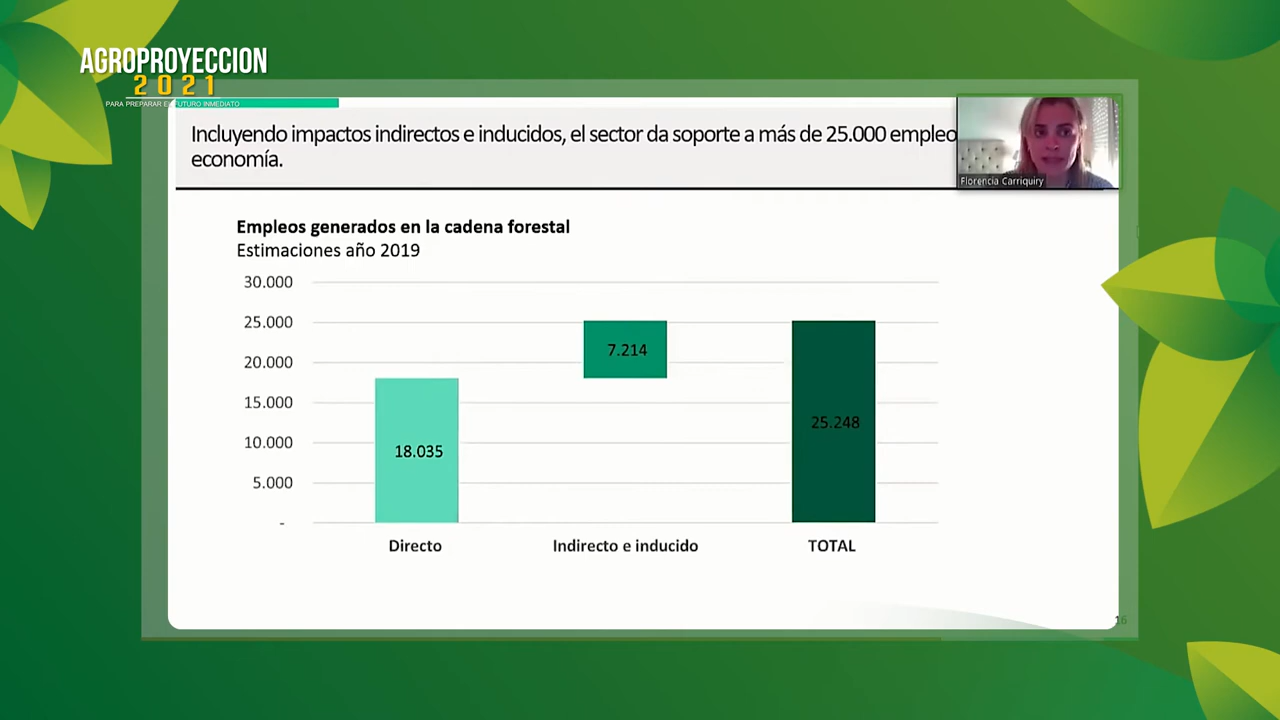 AGROPROYECCION
2021
PARA PREPARAR EL FUTURO INMEDIATO
Incluyendo impactos indirectos e inducidos, el sector da soporte a más de 25.000 empleo
economía.
Florencia Carriquiry
Empleos generados en la cadena forestal
Estimaciones año 2019
30.000
25.000
20.000
15.000
10.000
5.000
-
18.035
7.214
25.248
Directo
Indirecto e inducido
TOTAL
16